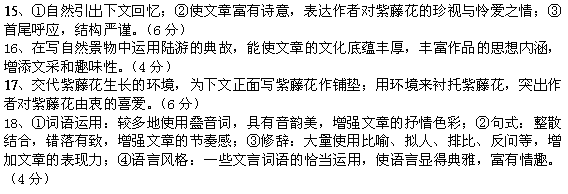 15、①自然引出下文回忆；②使文章富有诗意，表达作者对紫藤花的珍视与怜爱之情；③
首尾呼应，结构严谨。（6分）
16、在写自然景物中运用陆游的典故，能使文章的文化底蕴丰厚，丰富作品的思想内涵，
增添文采和趣味性。（4分）
17、交代紫藤花生长的环境，为下文正面写紫藤花作铺垫；用环境来衬托紫藤花，突出作
者对紫藤花由衷的喜爱。（6分）
18、①词语运用：较多地使用叠音词，具有音韵美，增强文章的抒情色彩；②句式：整散
结合，错落有致，增强文章的节奏感；③修辞：大量使用比喻、拟人、排比、反问等，增
加文章的表现力；④语言风格：一些文言词语的恰当运用，使语言显得典雅，富有情趣。
（4分）